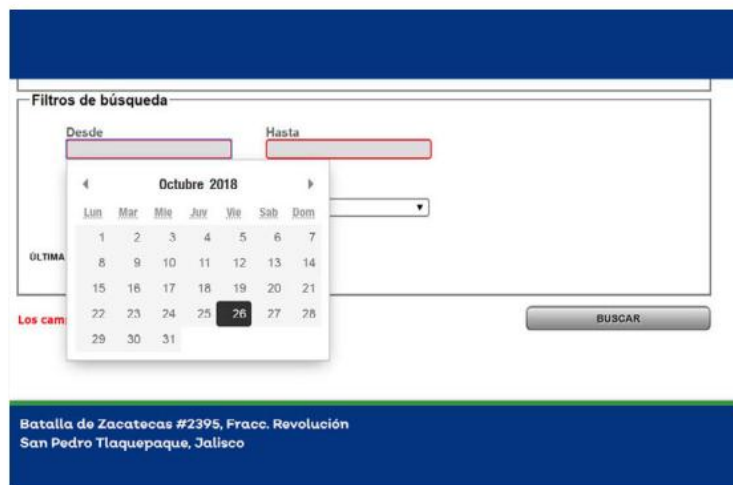 Filtros de búsqueda
Desde Hasta
Octubre 2018
Lun Mar Mie Juv Vie Sab Dom
1 2 3 4 5 6 7
8 9 10 11 12 13 14
15 16 17 18 19 20 21
22 23 24 25 26 27 28
29 30 31
ÚLTIMA
Los cam
BUSCAR
Batalla de Zacatecas #2395, Fracc. Revolución
San Pedro Tlaquepaque, Jalisco